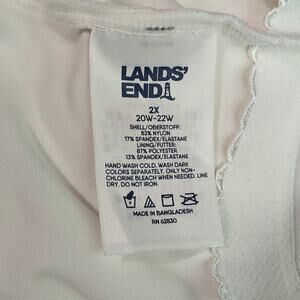 LANDS'
END
2X
20W-22W
SHELL/OBERSTOFF:
83% NYLON
17% SPANDEX/ELASTANE
LINING/FUTTER:
87% POLYESTER
13% SPANDEX/ELASTANE
HAND WASH COLD. WASH DARK
COLORS SEPARATELY. ONLY NON-
CHLORINE BLEACH WHEN NEEDED. LINE
DRY. DO NOT IRON.
MADE IN BANGLADESH
RN 62830